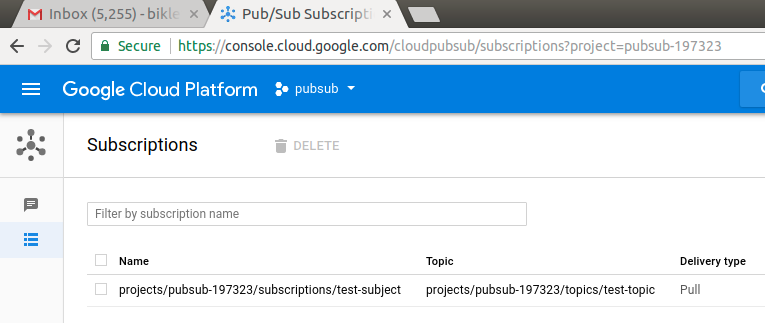 Inbox (5,255) - bikle
Pub/Sub Subscripti
Secure https://console.cloud.google.com/cloudpubsub/subscriptions?project=pubsub-197323
Google Cloud Platform pubsub
Subscriptions DELETE
Filter by subscription name
Name Topic Delivery type
projects/pubsub-197323/subscriptions/test-subject projects/pubsub-197323/topics/test-topic Pull